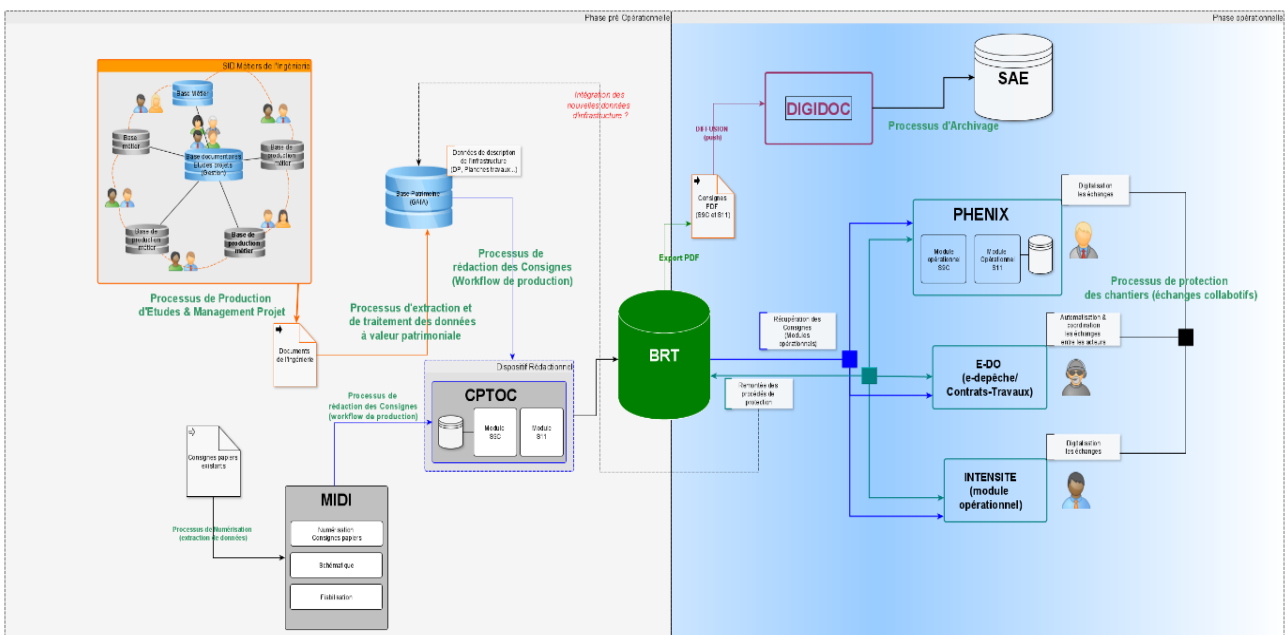 Phase pré Opérationnelle
Phase opérationnelle
SID Métiers de l'Ingénierie
Base Métier
Base
métier
Base documentaires
Etudes projets
(Gestion)
Base de
production
métier
Base de
production
métier
Base de
production
métier
Processus de Production
d'Etudes & Management Projet
Documents
de l'Ingénierie
Intégration des
nouvelles données
d'infrastructure ?
Données de description
de l'infrastructure
(DP, Planches travaux...)
Base Patrimoine
(GAIA)
Processus de
rédaction des Consignes
(Workflow de production)
Processus d'extraction et
de traitement des données
à valeur patrimoniale
Dispositif Rédactionnel
CPTOC
Module
S9C
Module
S11
Processus de
rédaction des Consignes
(workflow de production)
Consignes papiers
existants
Processus de Numérisation
(extraction de données)
MIDI
Numérisation
Consignes papiers
Schématique
Fiabilisation
BRT
Export PDF
Consignes
PDF
(S9C et S11)
DIFFUSION
(push)
DIGIDOC
Processus d'Archivage
SAE
Récupération des
Consignes
(Modules
opérationnels)
Remontée des
procédés de
protection
PHENIX
Module
opérationnel
S9C
Module
Opérationnel
S11
Digitalisation
les échanges
Processus de protection
des chantiers (échanges collabotifs)
Automatisation &
coordination
les échanges
entre les acteurs
E-DO
(e-depêche/
Contrats-Travaux)
Digitalisation
les échanges
INTENSITE
(module
opérationnel)